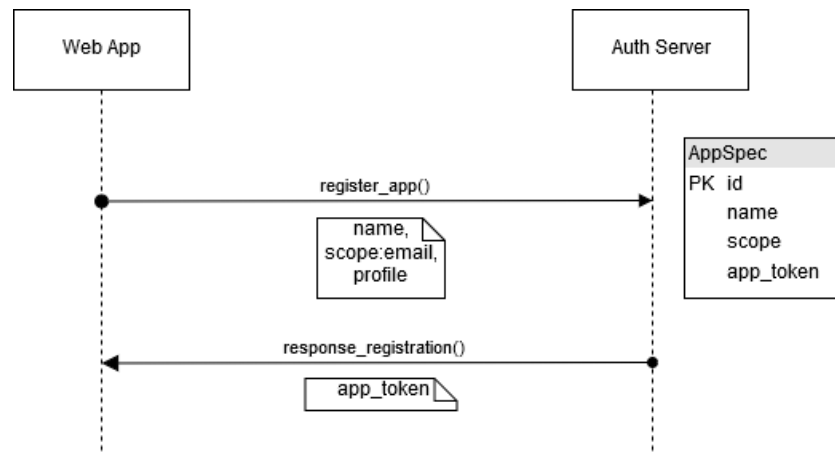 Web App
Auth Server
AppSpec
PK id
name
scope
app_token
register_app()
name,
scope:email,
profile
response_registration()
app_token